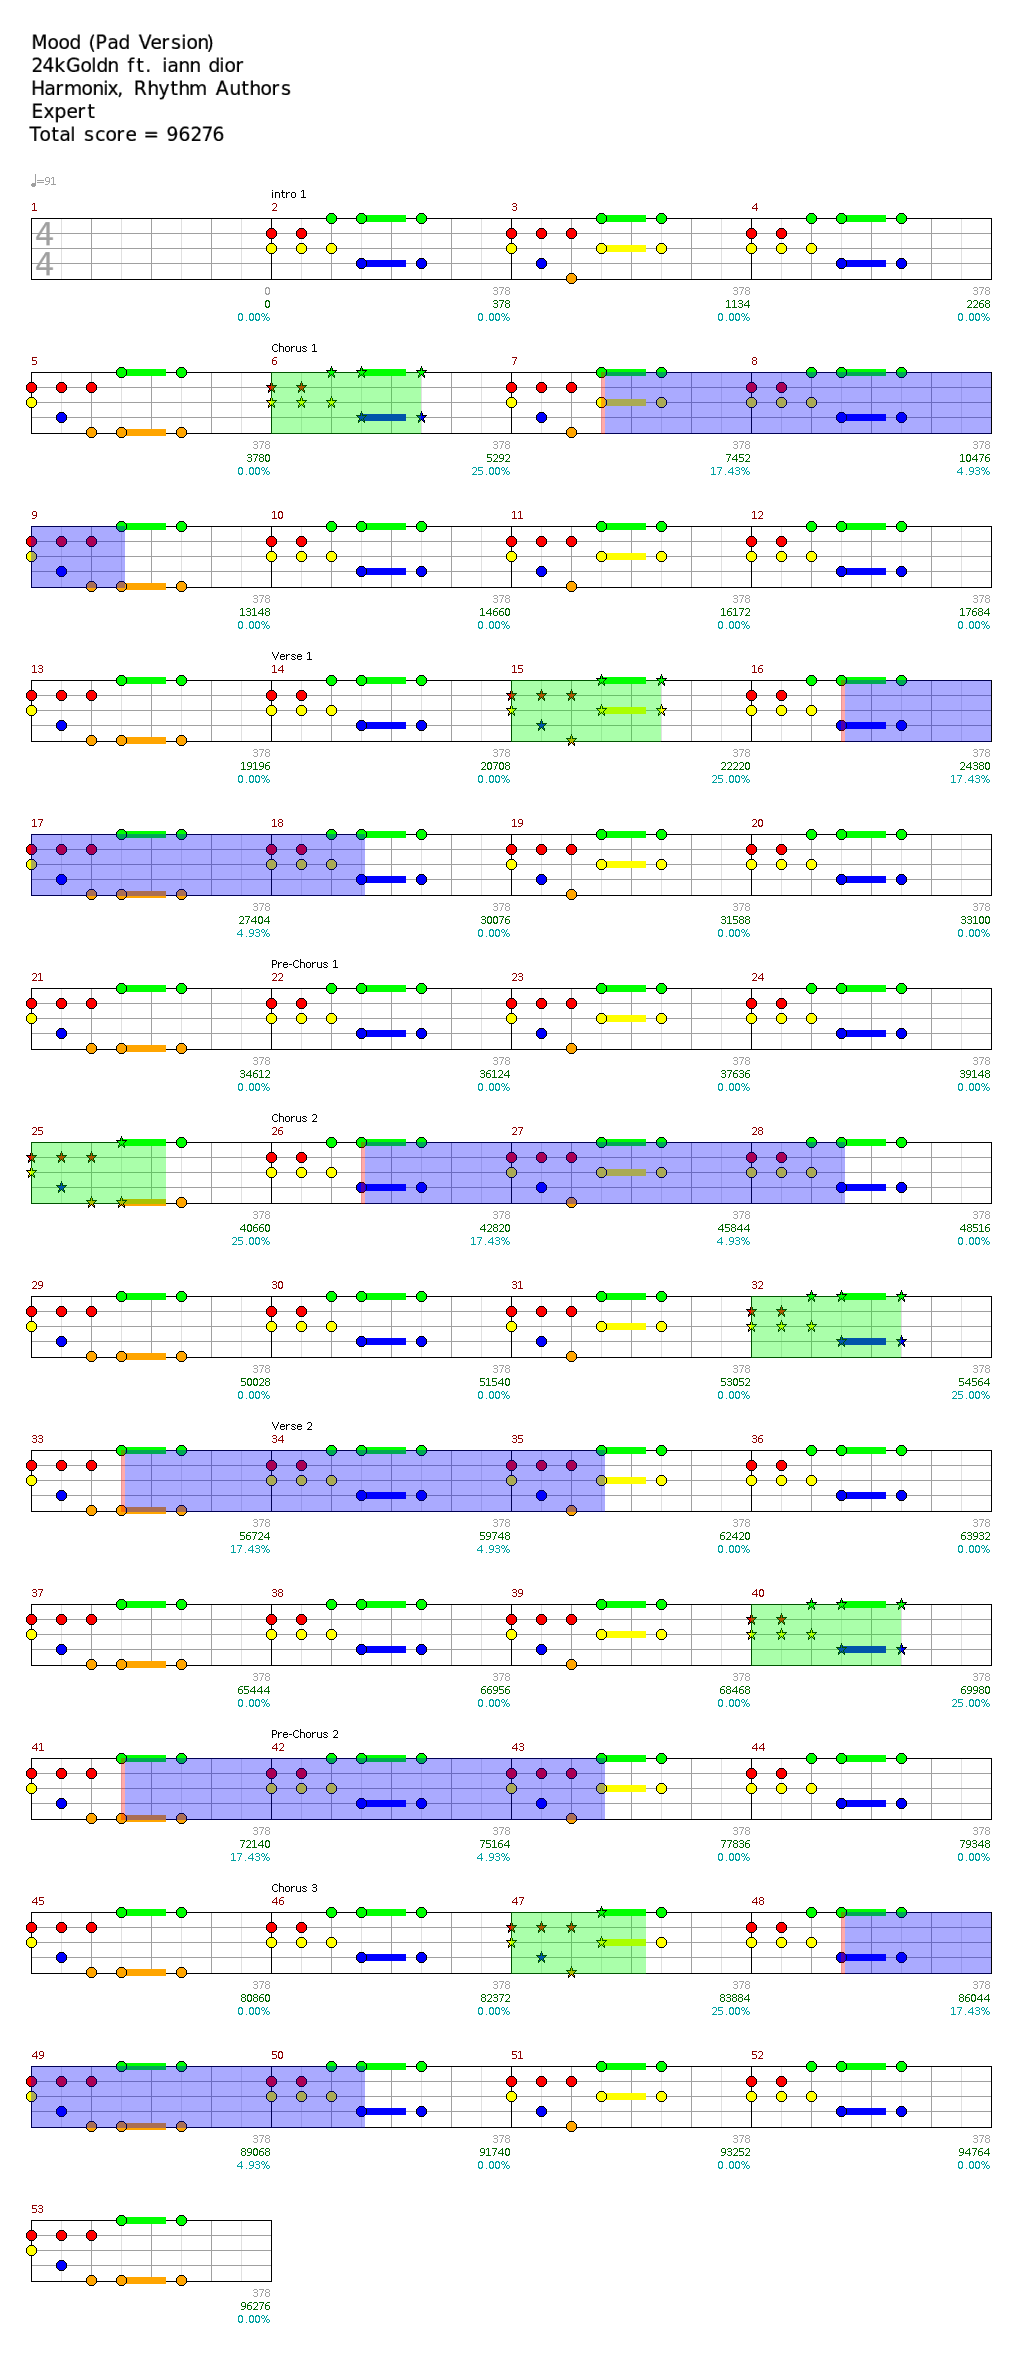 Mood (Pad Version)
24kGoldn ft. iann dior
Harmonix, Rhythm Authors
Expert
Total score = 96276
♩=91
intro 1
1 2 3 4
4
4
0 378 378 378
0 378 1134 2268
0.00% 0.00% 0.00% 0.00%
Chorus 1
5 6 7 8
378 378 378 378
3780 5292 7452 10476
0.00% 25.00% 17.43% 4.93%
9 10 11 12
378 378 378 378
13148 14660 16172 17684
0.00% 0.00% 0.00% 0.00%
Verse 1
13 14 15 16
378 378 378 378
19196 20708 22220 24380
0.00% 0.00% 25.00% 17.43%
17 18 19 20
378 378 378 378
27404 30076 31588 33100
4.93% 0.00% 0.00% 0.00%
Pre-Chorus 1
21 22 23 24
378 378 378 378
34612 36124 37636 39148
0.00% 0.00% 0.00% 0.00%
Chorus 2
25 26 27 28
378 378 378 378
40660 42820 45844 48516
25.00% 17.43% 4.93% 0.00%
29 30 31 32
378 378 378 378
50028 51540 53052 54564
0.00% 0.00% 0.00% 25.00%
Verse 2
33 34 35 36
378 378 378 378
56724 59748 62420 63932
17.43% 4.93% 0.00% 0.00%
37 38 39 40
378 378 378 378
65444 66956 68468 69980
0.00% 0.00% 0.00% 25.00%
Pre-Chorus 2
41 42 43 44
378 378 378 378
72140 75164 77836 79348
17.43% 4.93% 0.00% 0.00%
Chorus 3
45 46 47 48
378 378 378 378
80860 82372 83884 86044
0.00% 0.00% 25.00% 17.43%
49 50 51 52
378 378 378 378
89068 91740 93252 94764
4.93% 0.00% 0.00% 0.00%
53
378
96276
0.00%